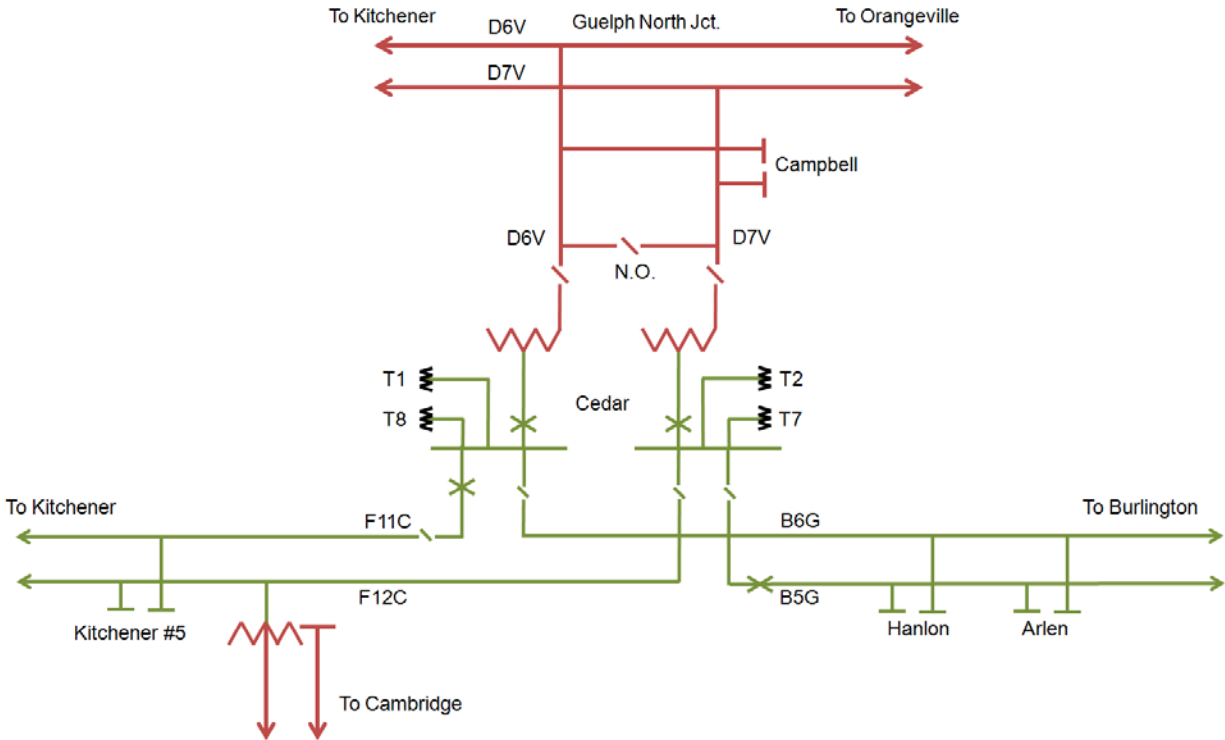 To Kitchener
Guelph North Jct.
To Orangeville
D6V
D7V
Campbell
D6V
D7V
N.O.
T1
T2
Cedar
T8
T7
To Kitchener
F11C
B6G
To Burlington
F12C
B5G
Kitchener #5
Hanlon
Arlen
To Cambridge